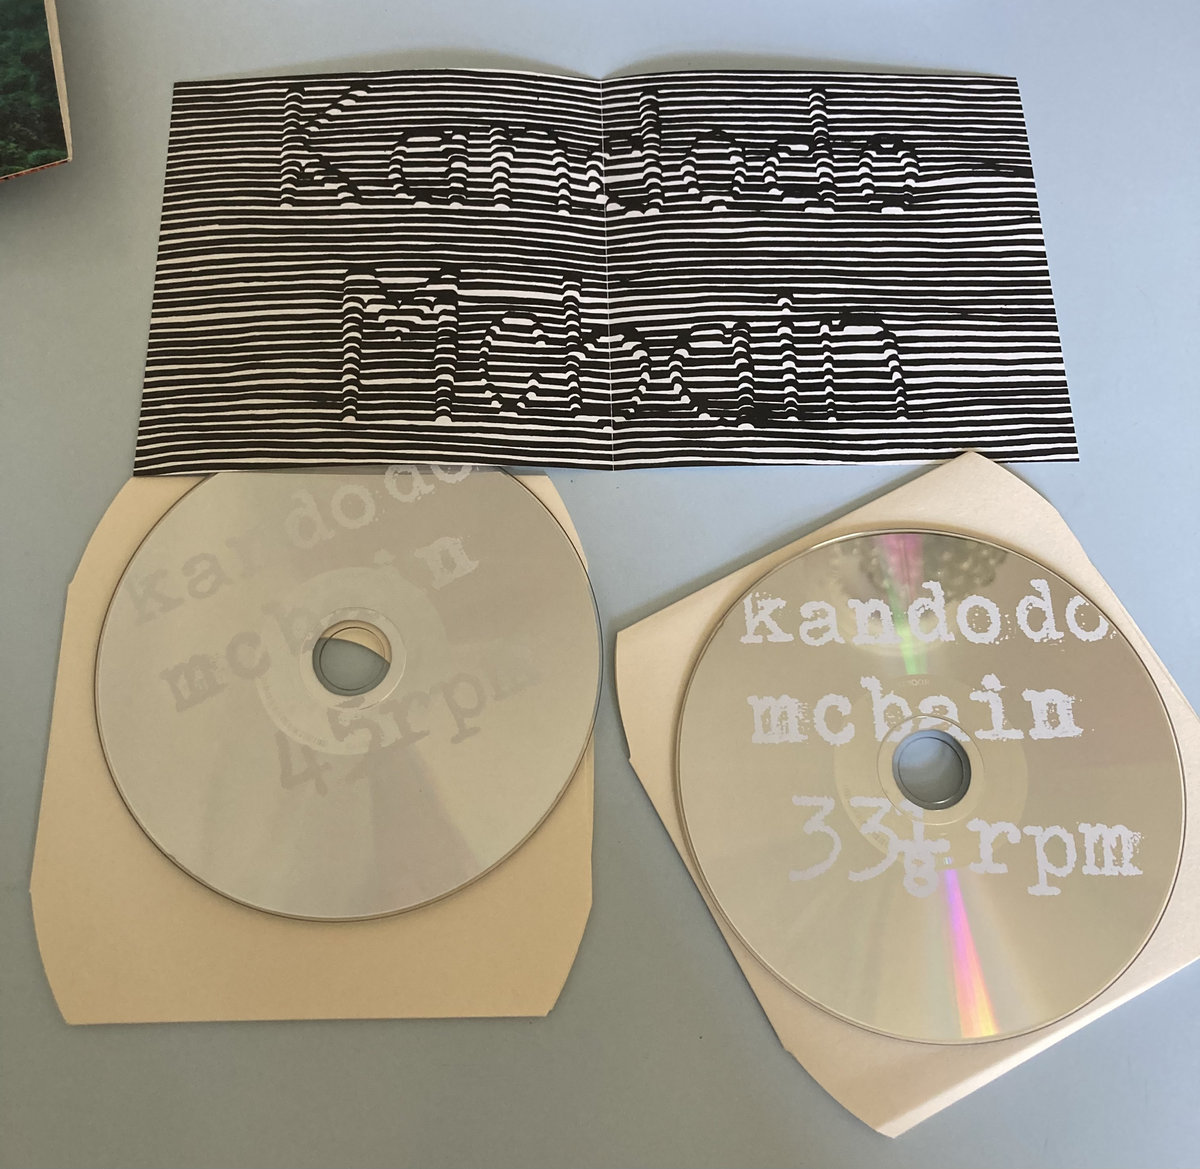 Kandodo
Mcbain
kandodo
mcbain
45rpm
kandodo
mcbain
33⅓rpm